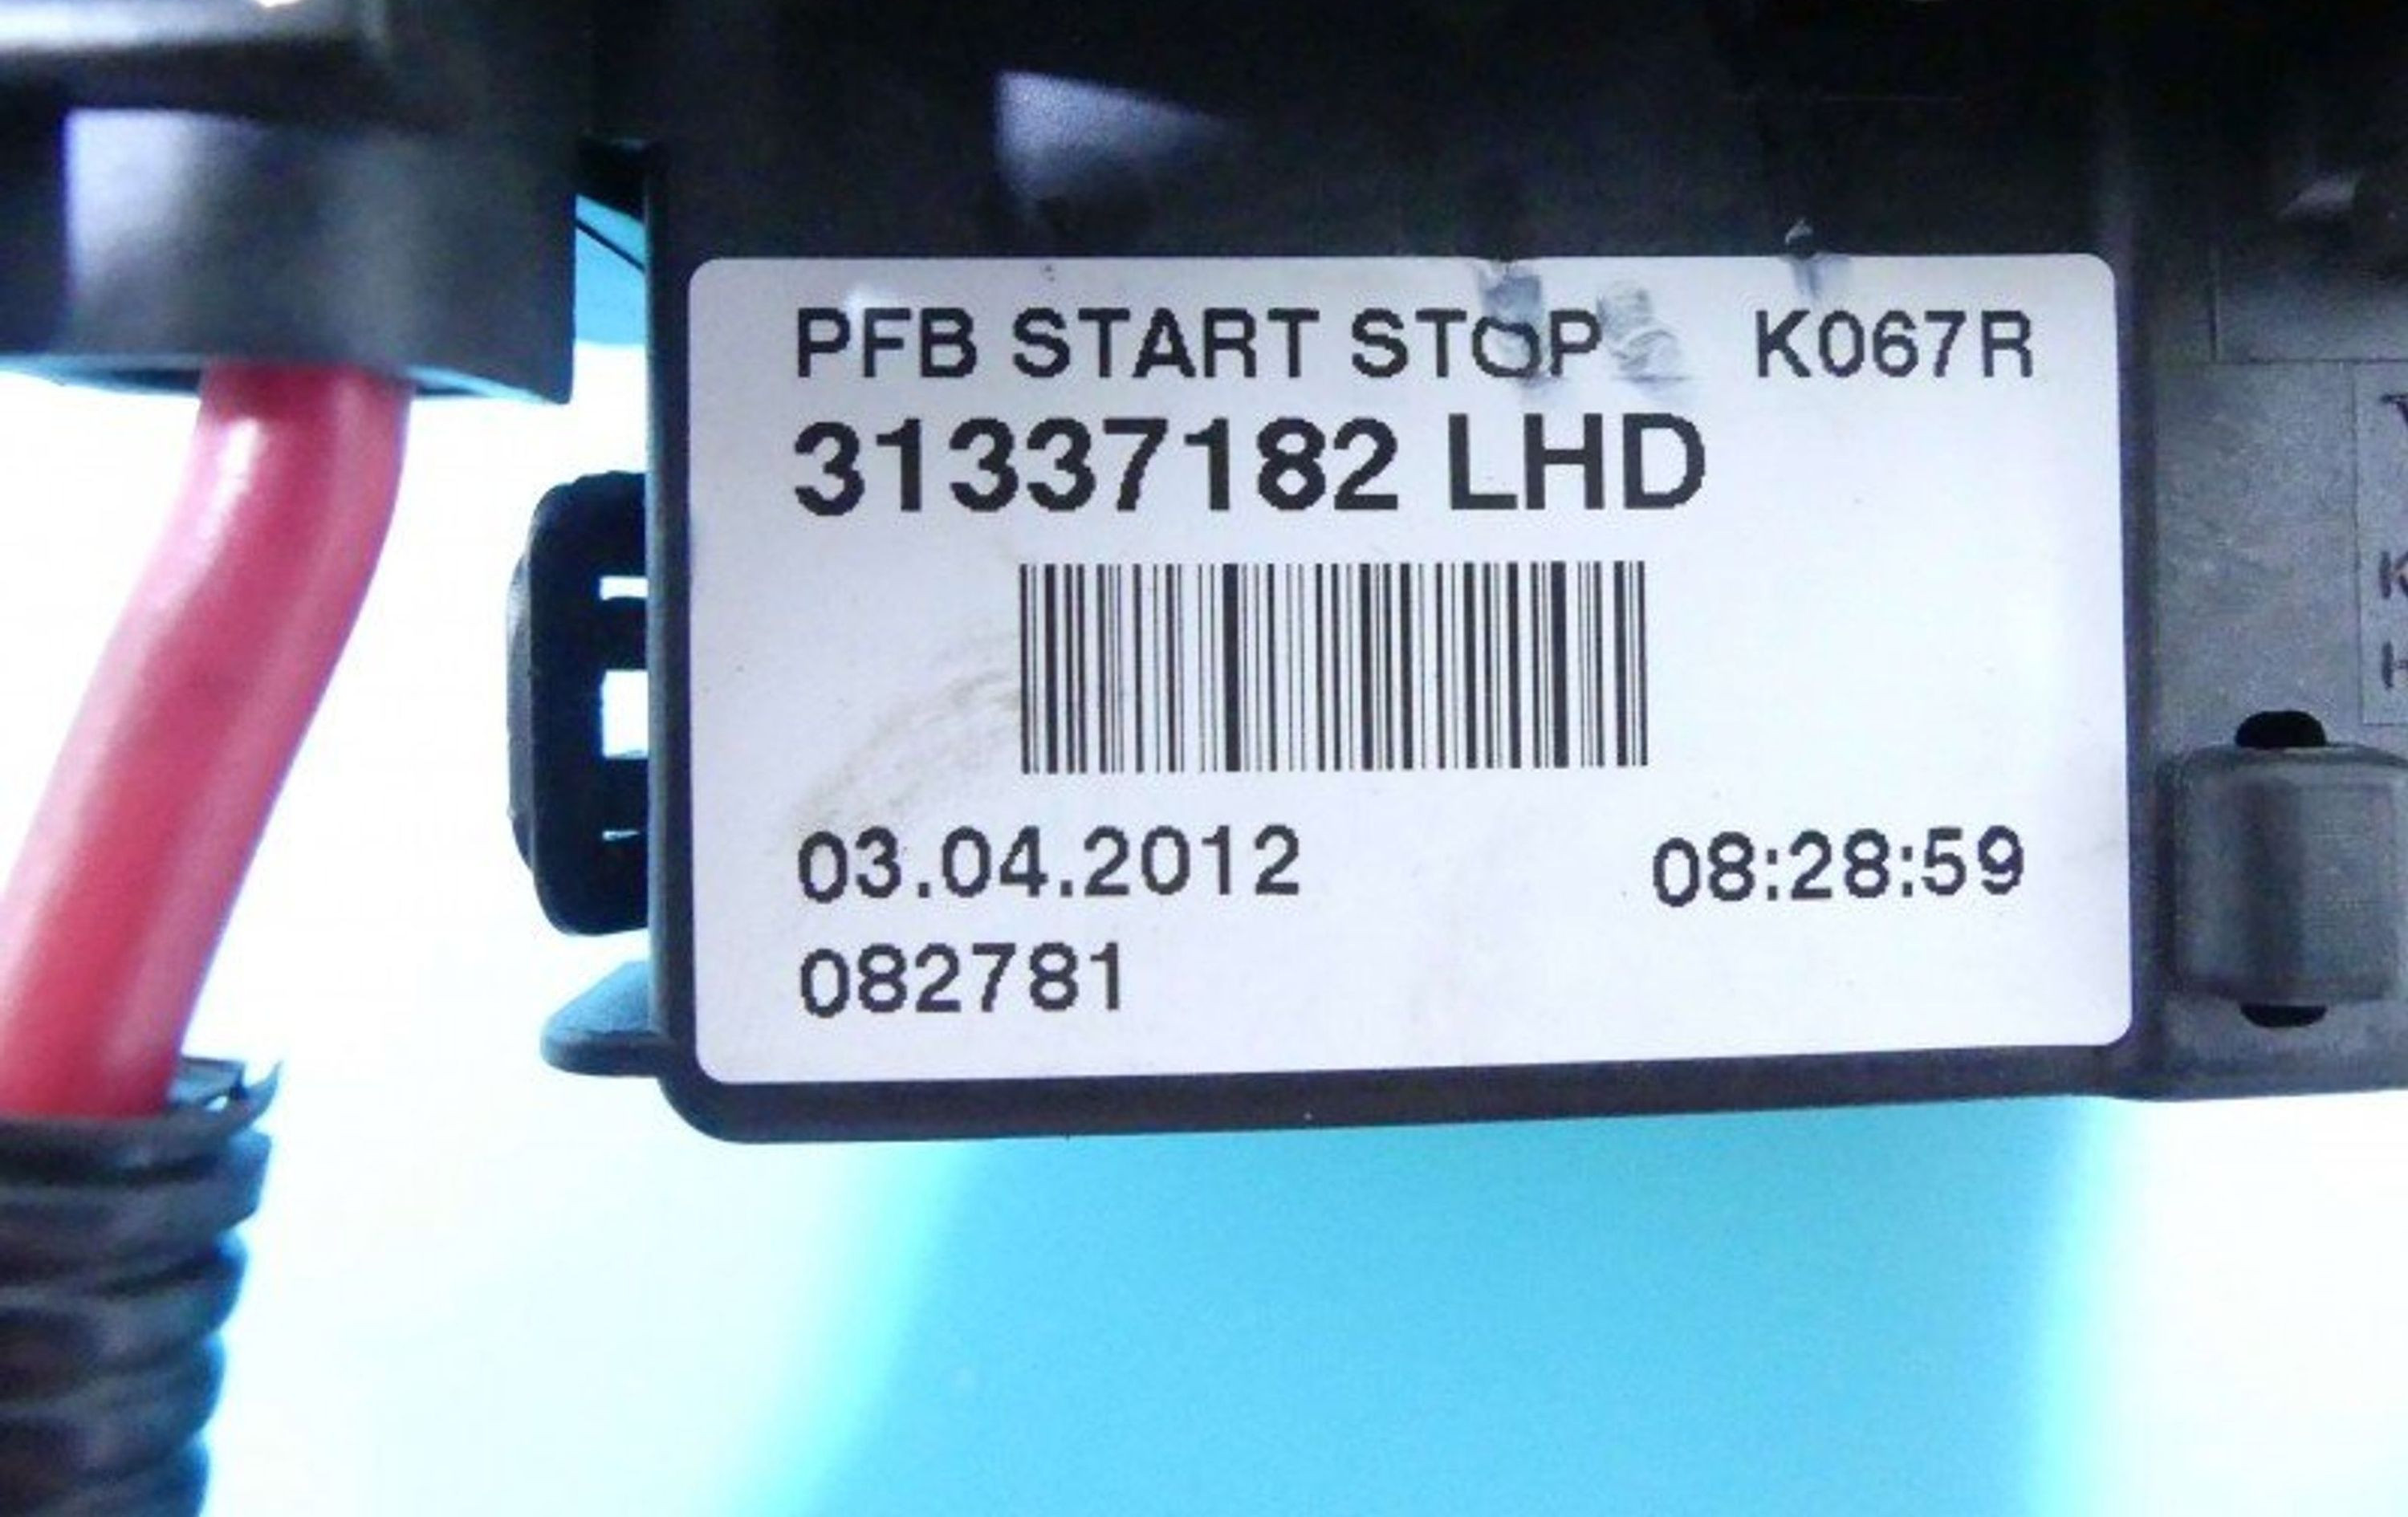 PFB START STOP K067R
31337182 LHD
03.04.2012 08:28:59
082781